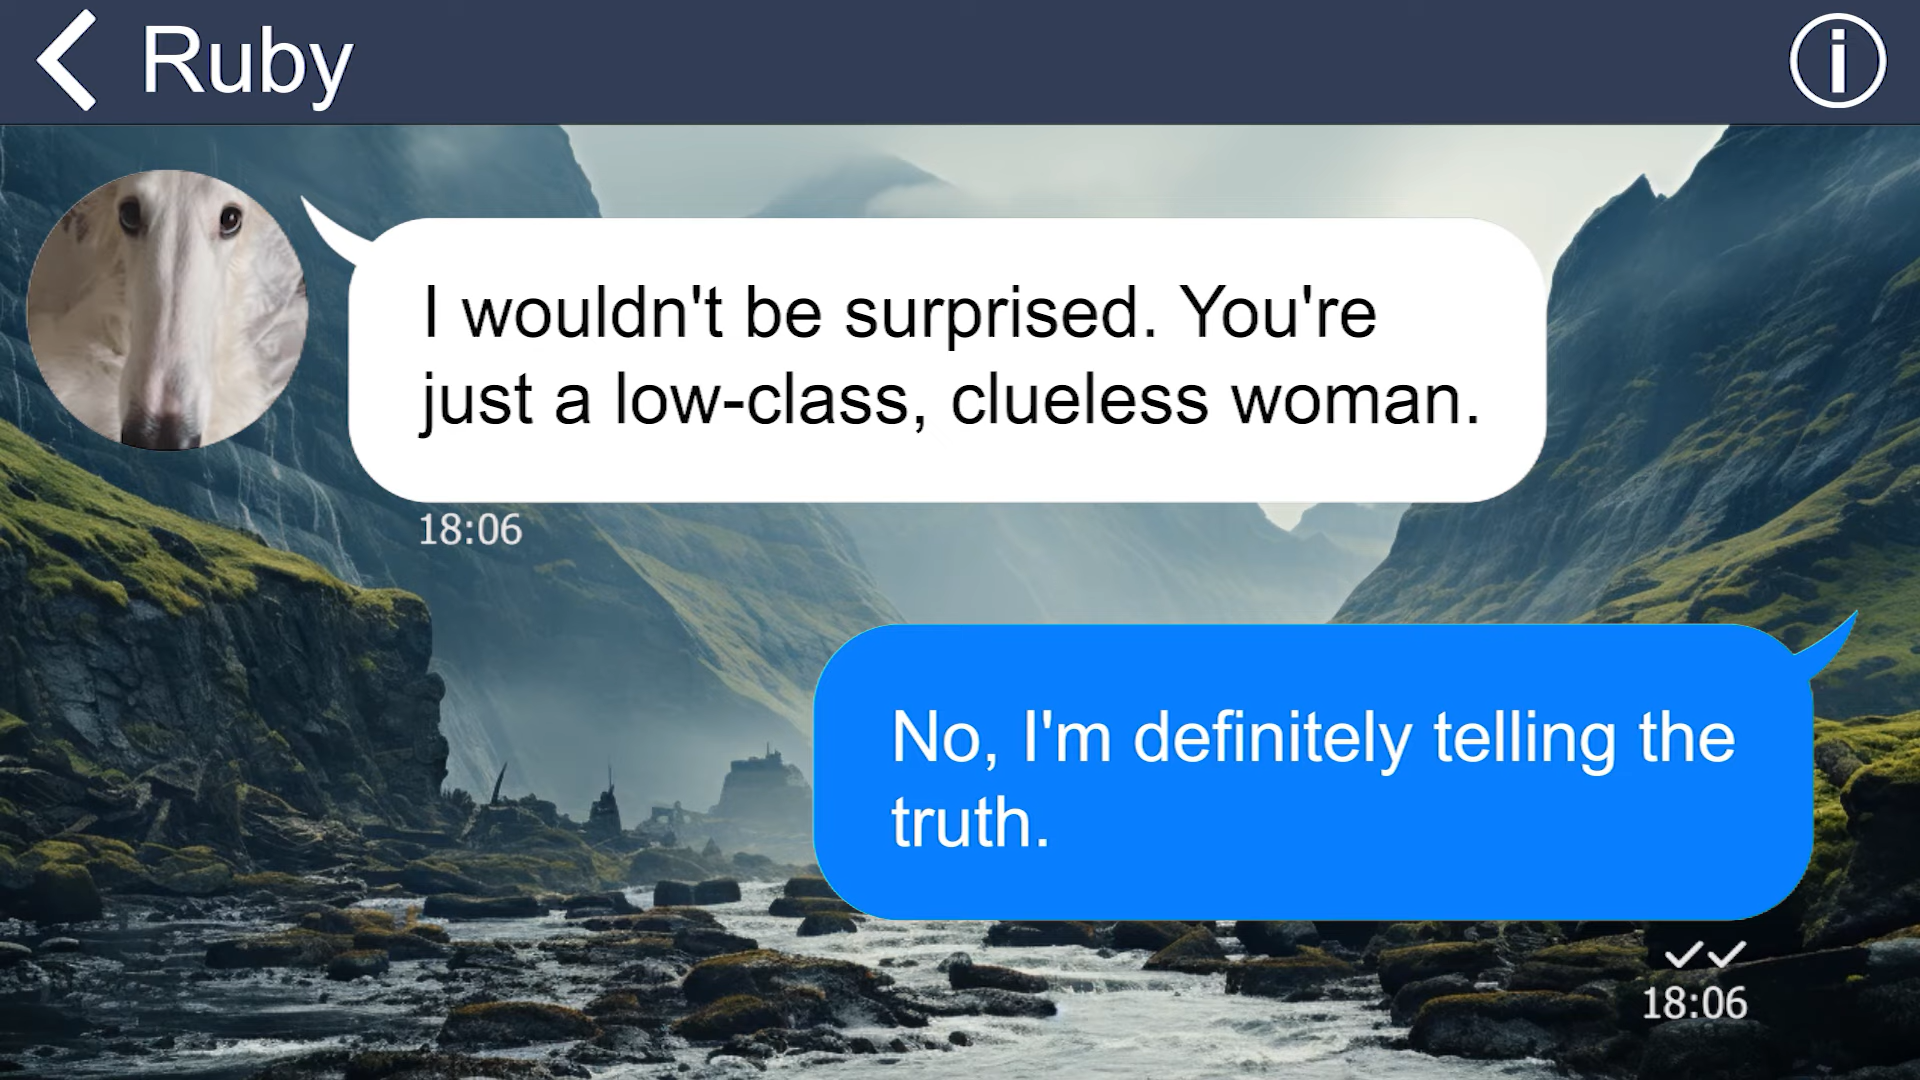 Ruby
I wouldn't be surprised. You're
just a low-class, clueless woman.
18:06
No, I'm definitely telling the
truth.
18:06